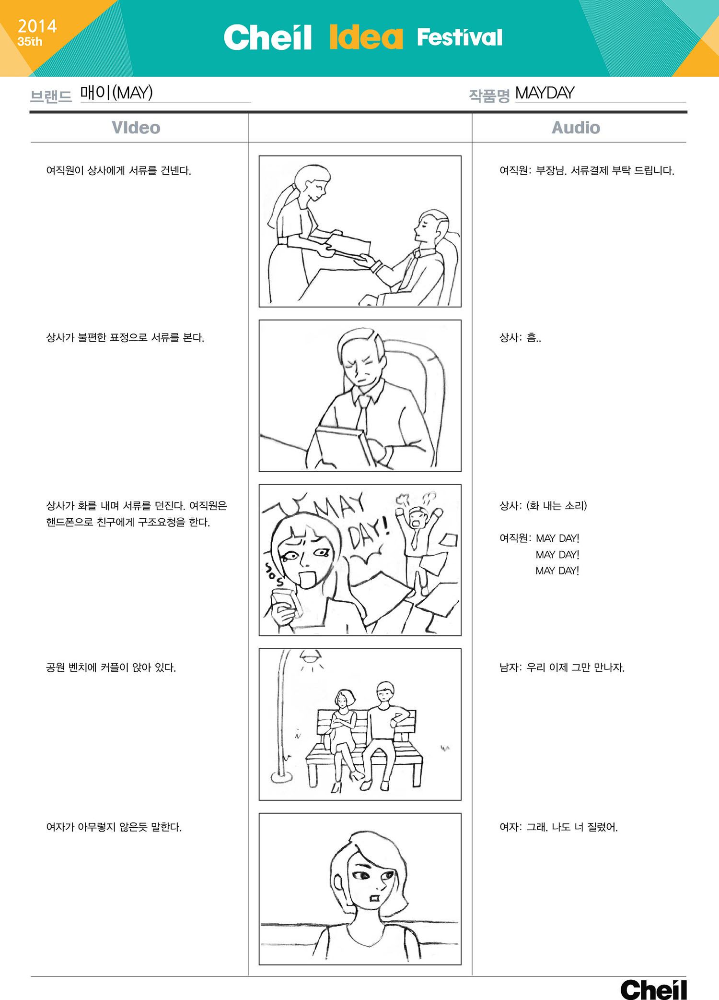 2014
35th
Cheil Idea Festival
브랜드 매이(MAY)
작품명 MAYDAY
VIdeo
Audio
여직원이 상사에게 서류를 건넨다.
여직원: 부장님. 서류결제 부탁 드립니다.
상사가 불편한 표정으로 서류를 본다.
상사: 흠..
상사가 화를 내며 서류를 던진다. 여직원은
핸드폰으로 친구에게 구조요청을 한다.
MAY
DAY!
SOS
상사: (화 내는 소리)
여직원: MAY DAY!
MAY DAY!
MAY DAY!
공원 벤치에 커플이 앉아 있다.
남자: 우리 이제 그만 만나자.
여자가 아무렇지 않은듯 말한다.
여자: 그래. 나도 너 질렸어.
Cheil